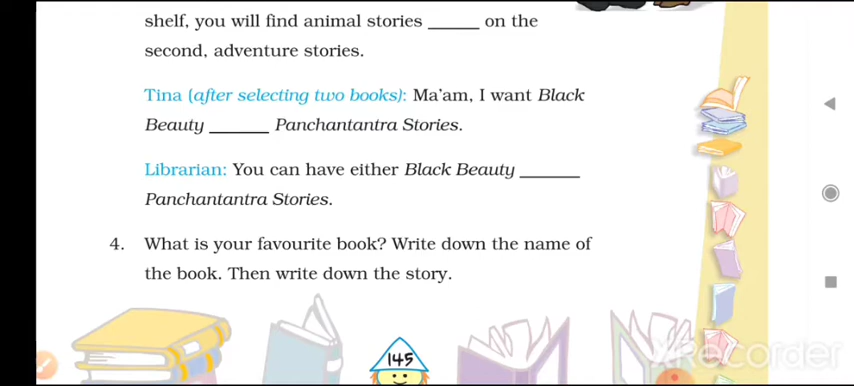 shelf, you will find animal stories _____ on the
second, adventure stories.
Tina (after selecting two books): Ma'am, I want Black
Beauty ______ Panchantantra Stories.
Librarian: You can have either Black Beauty ______
Panchantantra Stories.
4. What is your favourite book? Write down the name of
the book. Then write down the story.
145
XRecorder